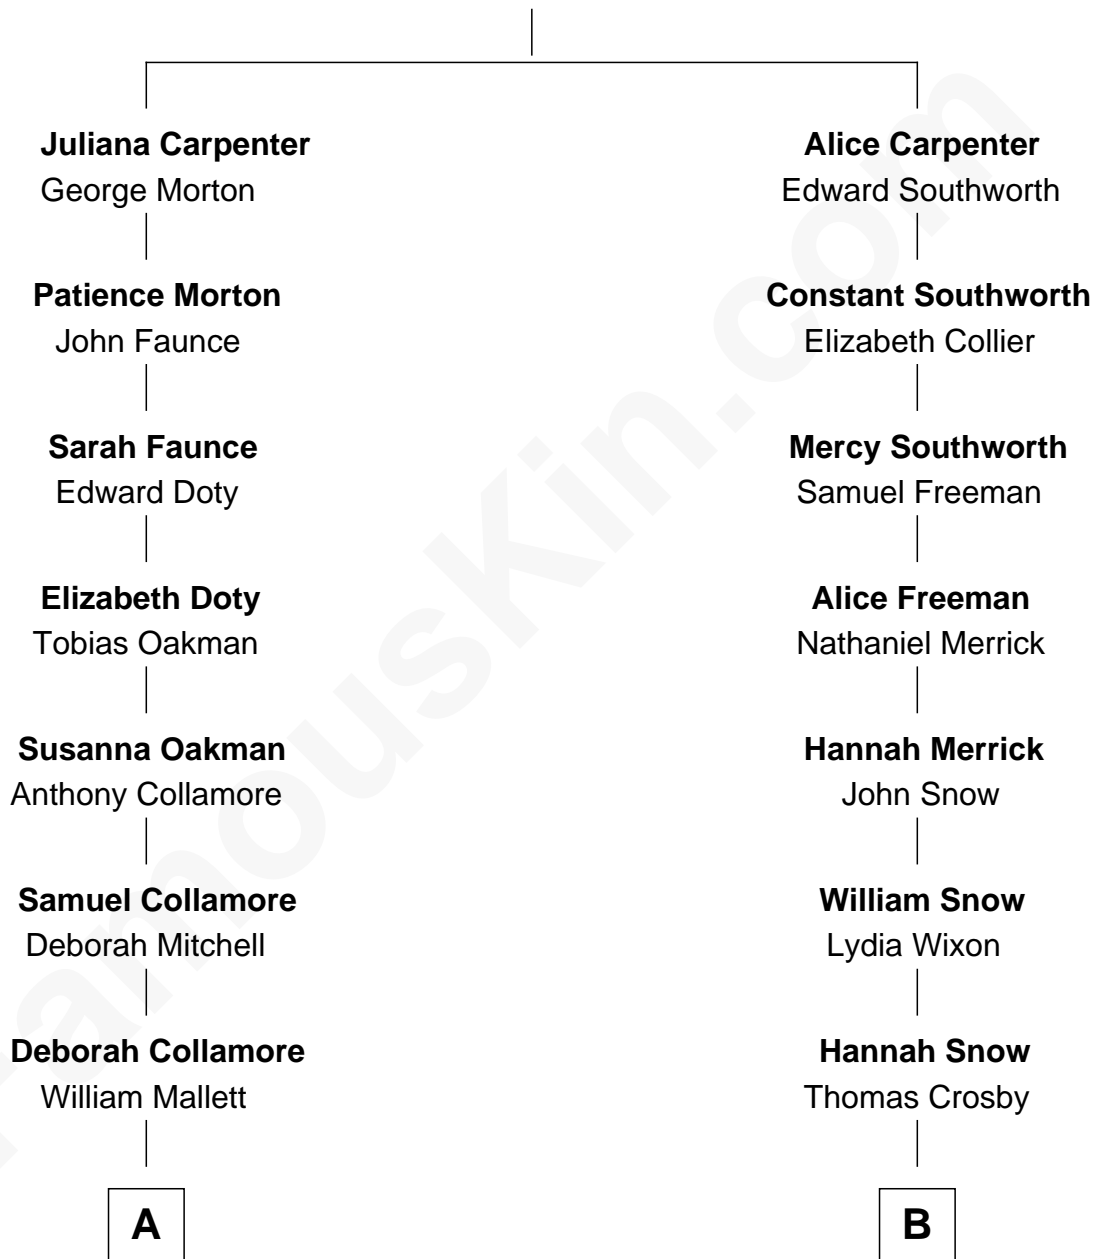 Juliana Carpenter
George Morton
Alice Carpenter
Edward Southworth
Patience Morton
John Faunce
Constant Southworth
Elizabeth Collier
Sarah Faunce
Edward Doty
Mercy Southworth
Samuel Freeman
Elizabeth Doty
Tobias Oakman
Alice Freeman
Nathaniel Merrick
Susanna Oakman
Anthony Collamore
Hannah Merrick
John Snow
Samuel Collamore
Deborah Mitchell
William Snow
Lydia Wixon
Deborah Collamore
William Mallett
Hannah Snow
Thomas Crosby
A
B
FamousKin.com